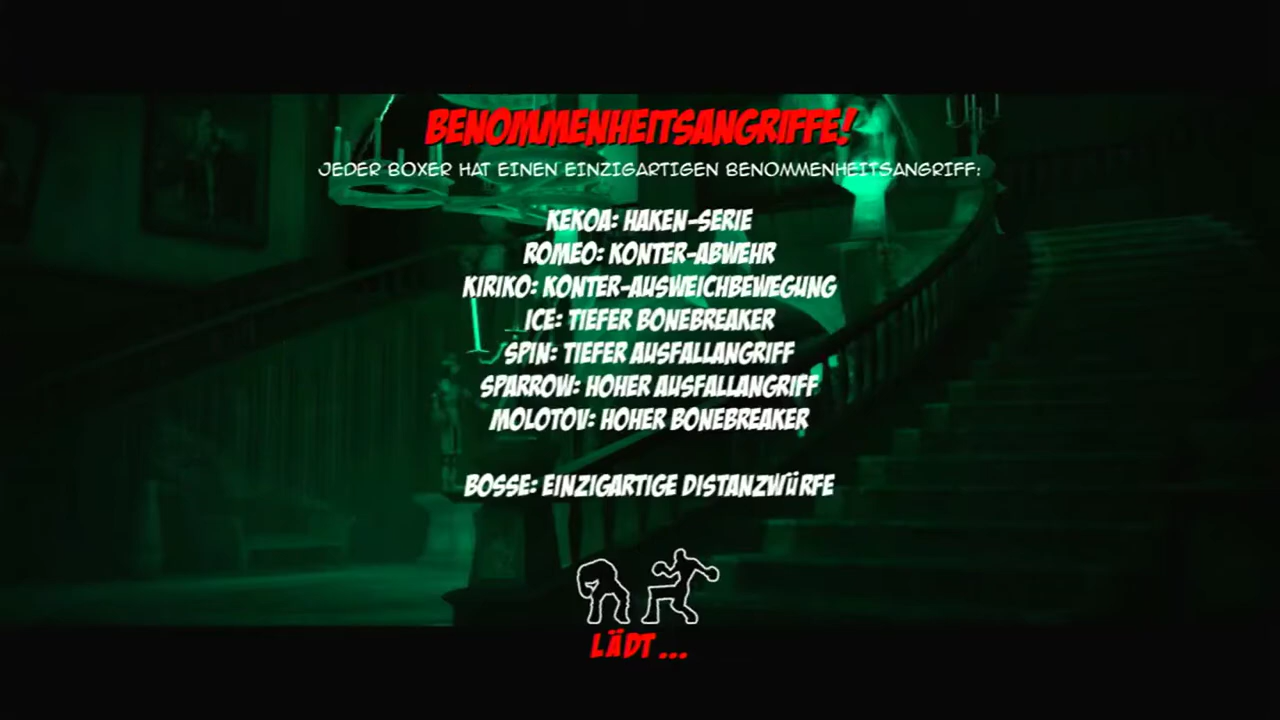 BENOMMENHEITSANGRIFFE!
JEDER BOXER HAT EINEN EINZIGARTIGEN BENOMMENHEITSANGRIFF:
KEKOA: HAKEN-SERIE
ROMEO: KONTER-ABWEHR
KIRIKO: KONTER-AUSWEICHBEWEGUNG
ICE: TIEFER BONEBREAKER
SPIN: TIEFER AUSFALLANGRIFF
SPARROW: HOHER AUSFALLANGRIFF
MOLOTOV: HOHER BONEBREAKER
BOSSE: EINZIGARTIGE DISTANZWÜRFE
LÄDT ...